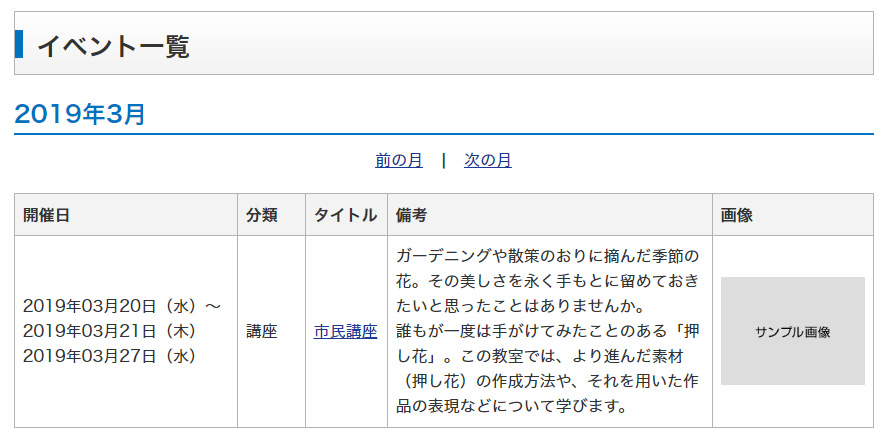 イベント一覧
2019年3月
前の月 | 次の月
開催日 分類 タイトル 備考 画像
2019年03月20日（水）～
2019年03月21日（木）
2019年03月27日（水）
講座
市民講座
ガーデニングや散策のおりに摘んだ季節の
花。その美しさを永く手もとに留めておき
たいと思ったことはありませんか。
誰もが一度は手がけてみたことのある「押
し花」。この教室では、より進んだ素材
（押し花）の作成方法や、それを用いた作
品の表現などについて学びます。
サンプル画像